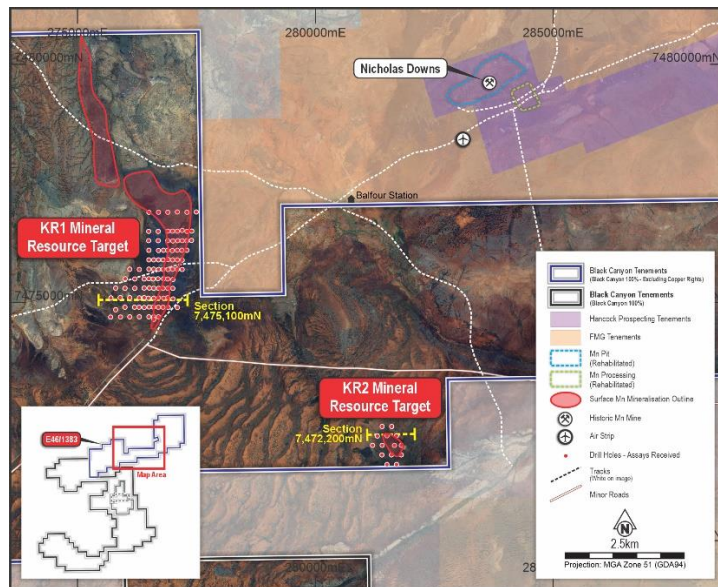 275000mE
280000mE
285000mE
7480000mN
7480000mN
Nicholas Downs
Balfour Station
KR1 Mineral
Resource Target
7475000mN
Section
7,475,100mN
KR2 Mineral
Resource Target
Section
7,472,200mN
E46/1383
Map Area
280000mE
Black Canyon Tenements
(Black Canyon 100% - Excluding Copper Rights)
Black Canyon Tenements
(Black Canyon 100%)
Hancock Prospecting Tenements
FMG Tenements
Mn Pit
(Rehabilitated)
Mn Processing
(Rehabilitated)
Surface Mn Mineralisation Outline
Historic Mn Mine
Air Strip
Drill Holes - Assays Received
Tracks
(White on image)
Minor Roads
N
2.5km
Projection: MGA Zone 51 (GDA94)